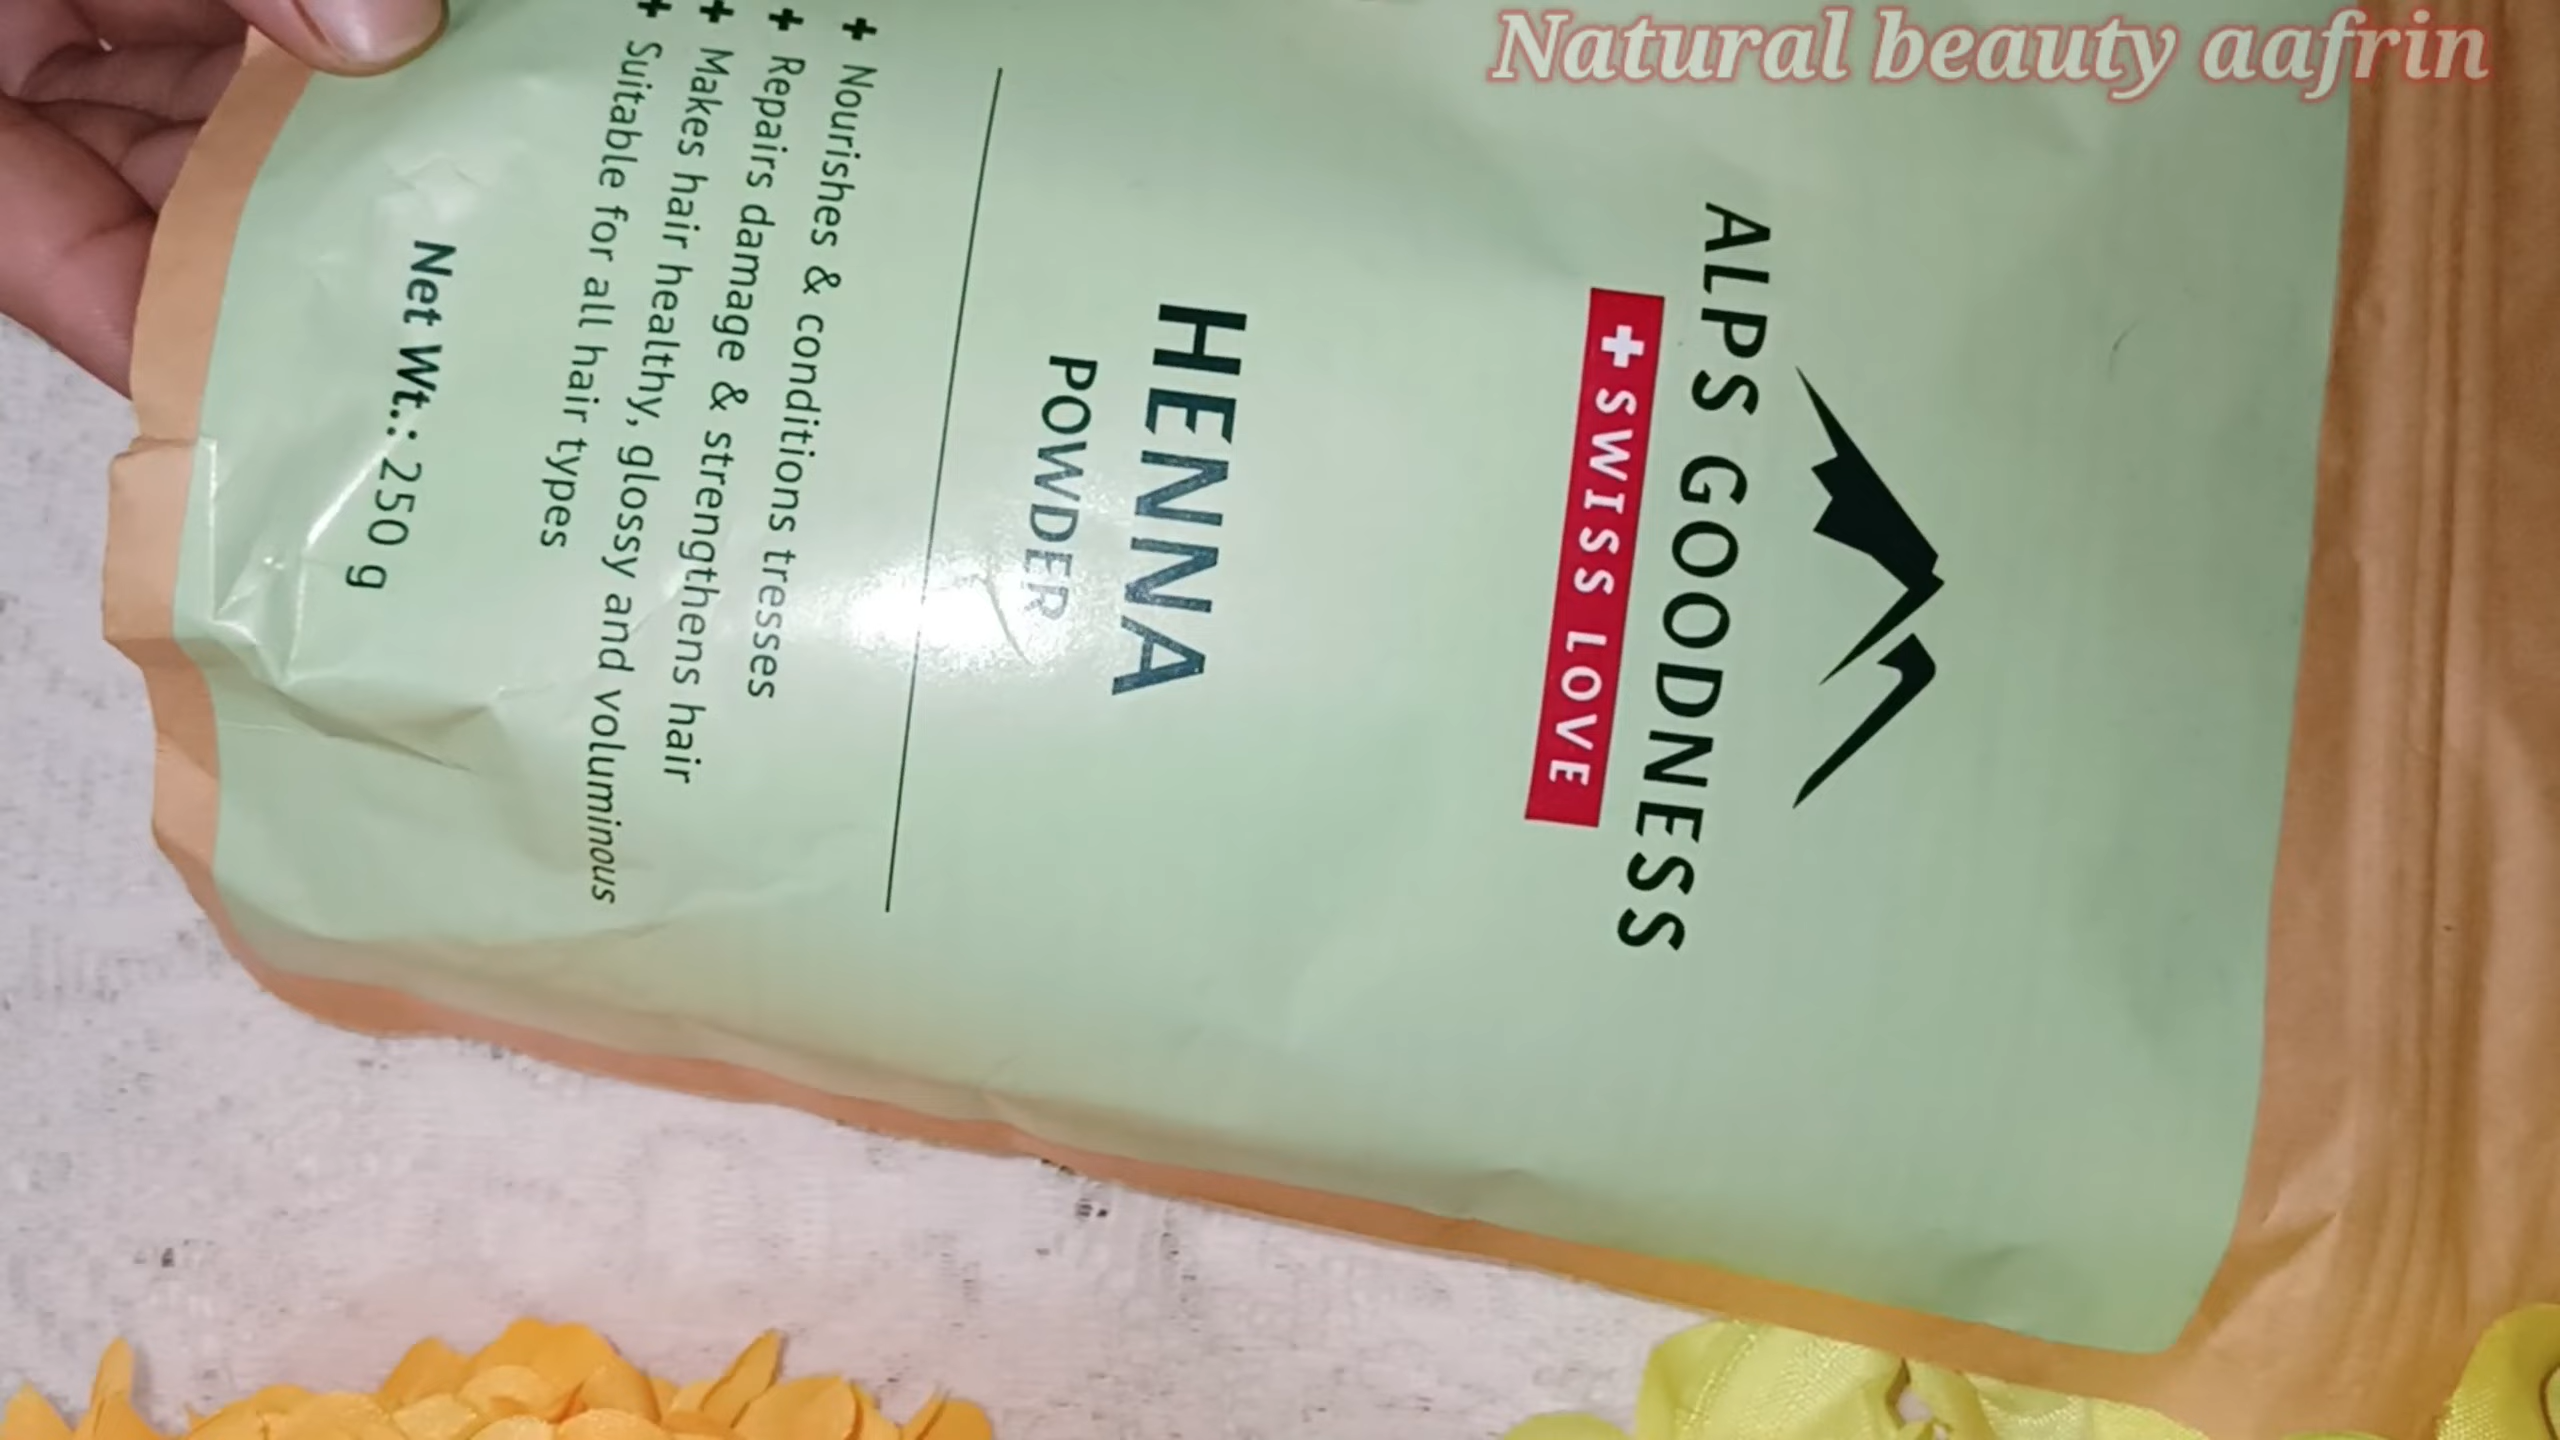 Natural beauty aafrin
ALPS GOODNESS
SWISS LOVE
HENNA
POWDER
+ Nourishes & conditions tresses
+ Repairs damage & strengthens hair
+ Makes hair healthy, glossy and voluminous
+ Suitable for all hair types
Net Wt.: 250 g